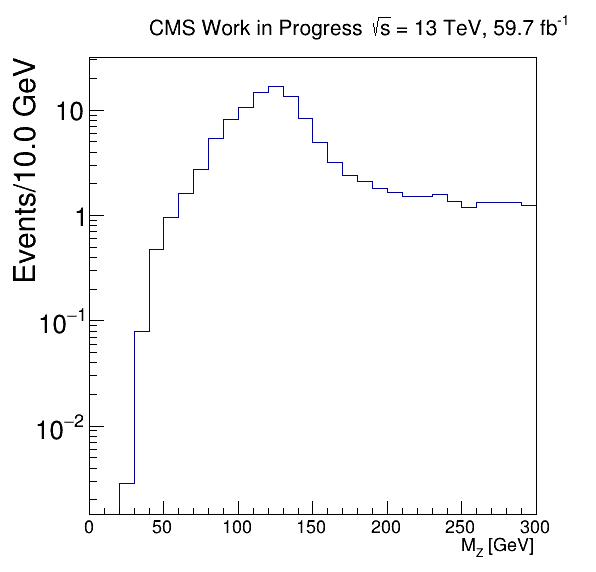 CMS Work in Progress √s = 13 TeV, 59.7 fb⁻¹
Events/10.0 GeV
10
1
10⁻¹
10⁻²
0 50 100 150 200 250 300
M_Z [GeV]